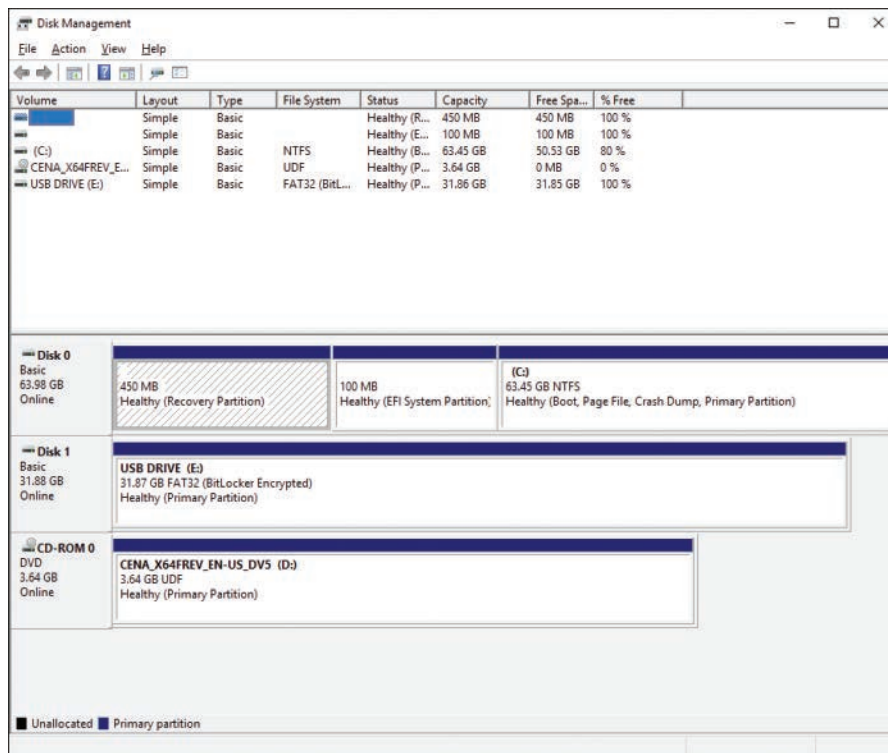 Disk Management
File Action View Help
Volume Layout Type File System Status Capacity Free Spa... % Free
Simple Basic Healthy (R... 450 MB 450 MB 100 %
Simple Basic Healthy (E... 100 MB 100 MB 100 %
(C:) Simple Basic NTFS Healthy (B... 63.45 GB 50.53 GB 80 %
CENA_X64FREV_E... Simple Basic UDF Healthy (P... 3.64 GB 0 MB 0 %
USB DRIVE (E:) Simple Basic FAT32 (BitL... Healthy (P... 31.86 GB 31.85 GB 100 %
Disk 0
Basic
63.98 GB
Online
450 MB
Healthy (Recovery Partition)
100 MB
Healthy (EFI System Partition)
(C:)
63.45 GB NTFS
Healthy (Boot, Page File, Crash Dump, Primary Partition)
Disk 1
Basic
31.88 GB
Online
USB DRIVE (E:)
31.87 GB FAT32 (BitLocker Encrypted)
Healthy (Primary Partition)
CD-ROM 0
DVD
3.64 GB
Online
CENA_X64FREV_EN-US_DV5 (D:)
3.64 GB UDF
Healthy (Primary Partition)
Unallocated Primary partition